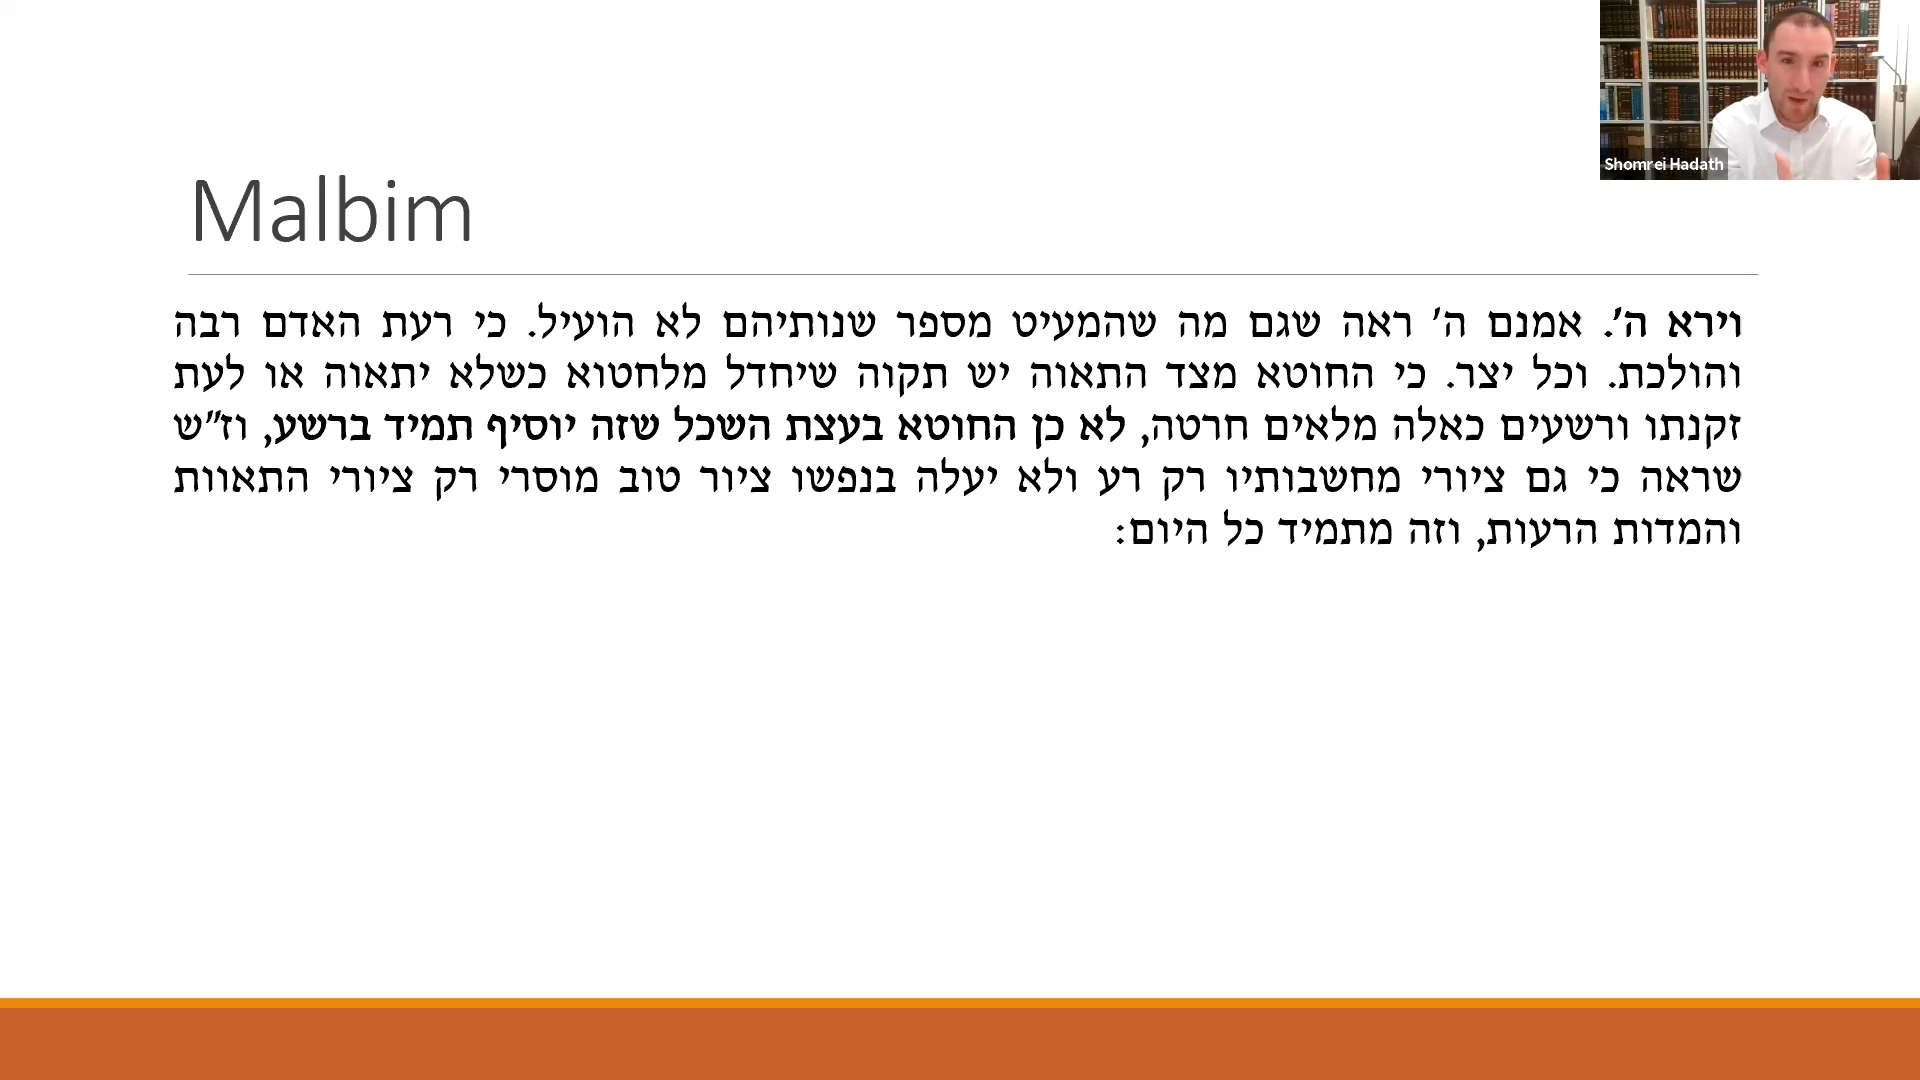 Shomrei Hadath
Malbim
וירא ה'. אמנם ה' ראה שגם מה שהמעיט מספר שנותיהם לא הועיל. כי רעת האדם רבה
והולכת. וכל יצר. כי החוטא מצד התאוה יש תקוה שיחדל מלחטוא כשלא יתאוה או לעת
זקנתו ורשעים כאלה מלאים חרטה, לא כן החוטא בעצת השכל שזה יוסיף תמיד ברשע, וז"ש
שראה כי גם ציורי מחשבותיו רק רע ולא יעלה בנפשו ציור טוב מוסרי רק ציורי התאוות
והמדות הרעות, וזה מתמיד כל היום: